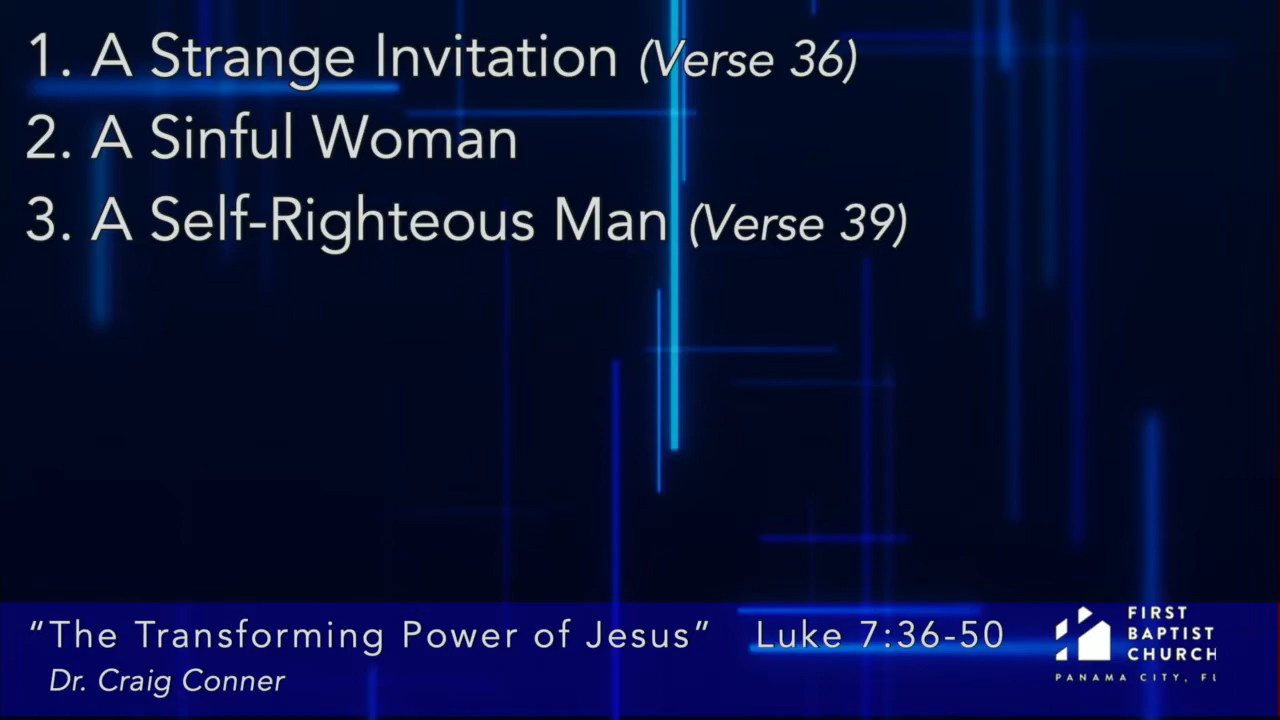 1. A Strange Invitation (Verse 36)
2. A Sinful Woman
3. A Self-Righteous Man (Verse 39)
“The Transforming Power of Jesus” Luke 7:36-50
Dr. Craig Conner
FIRST
BAPTIST
CHURCH
PANAMA CITY, FL